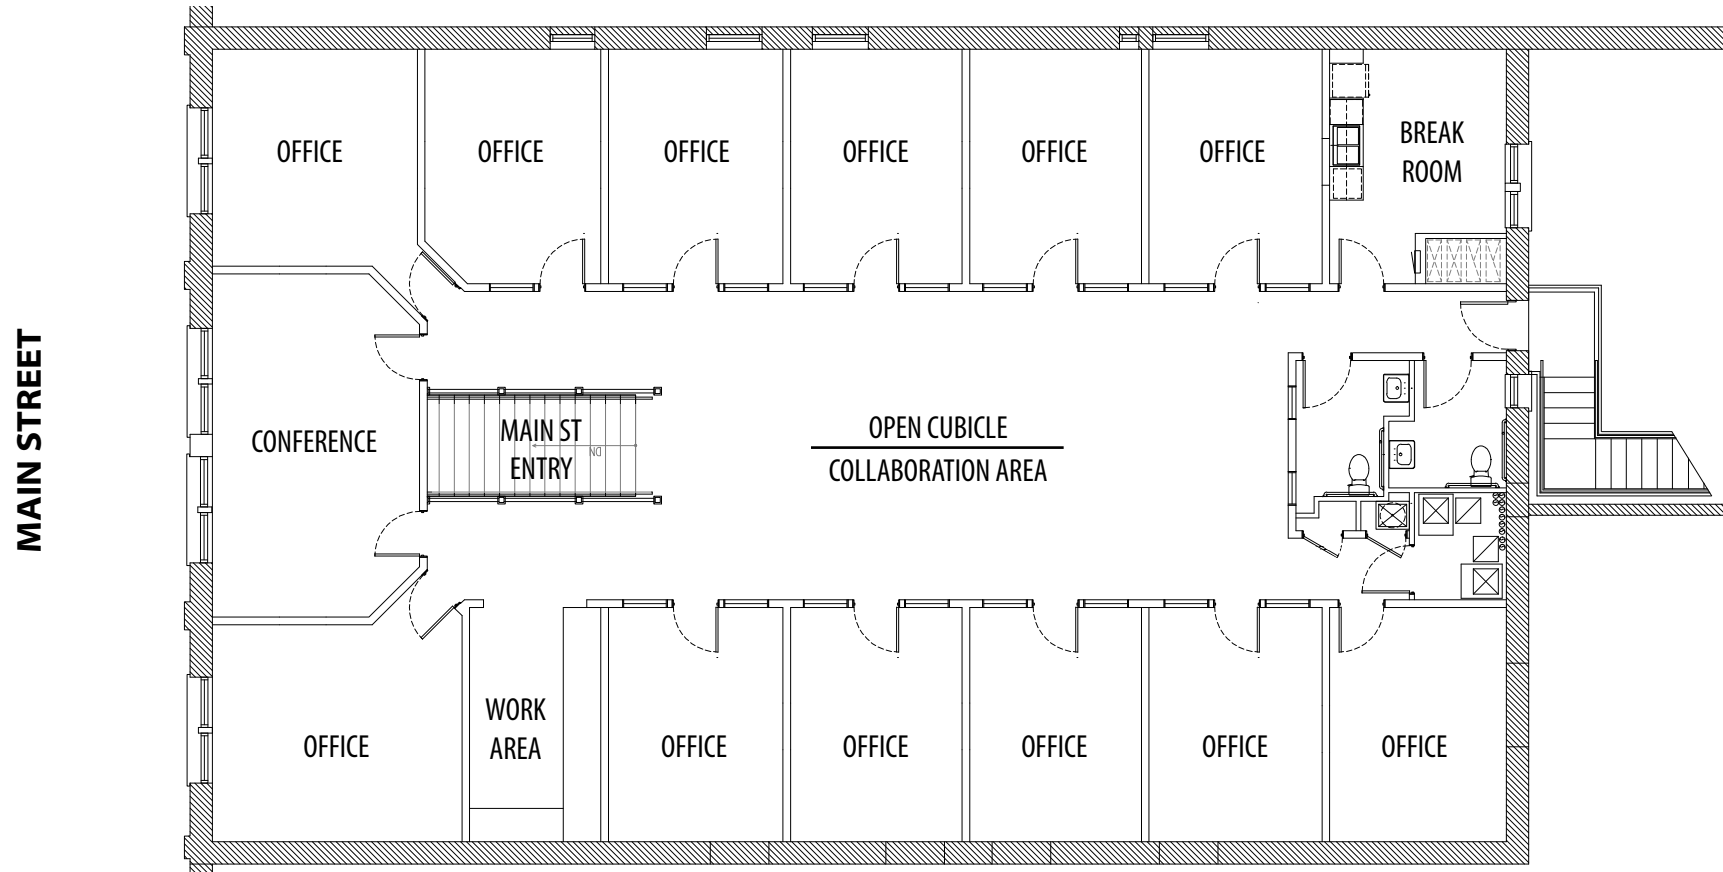 OFFICE
OFFICE
OFFICE
OFFICE
OFFICE
OFFICE
BREAK
ROOM
MAIN STREET
CONFERENCE
MAIN ST
ENTRY
DN
OPEN CUBICLE
COLLABORATION AREA
OFFICE
WORK
AREA
OFFICE
OFFICE
OFFICE
OFFICE
OFFICE